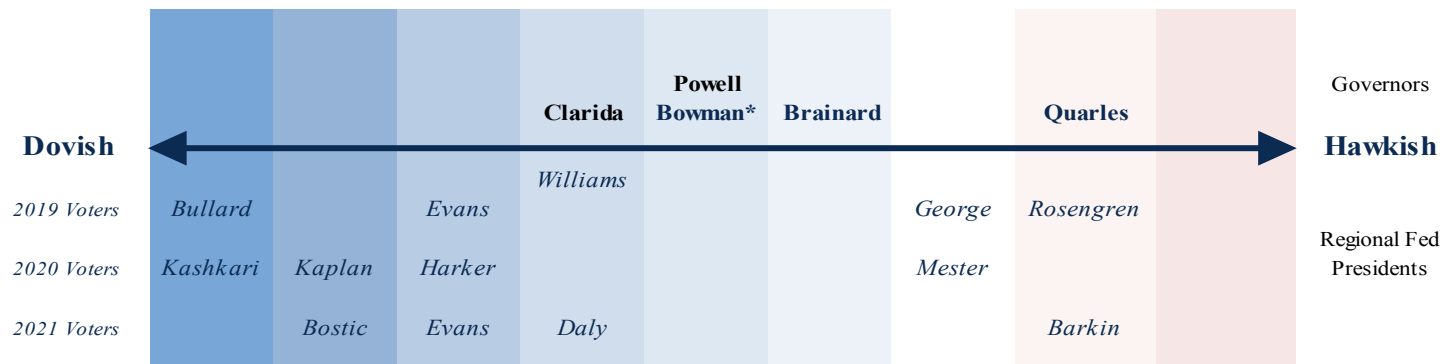 Powell
Governors
Clarida Bowman* Brainard Quarles
Dovish Hawkish
Williams
2019 Voters Bullard Evans George Rosengren
Regional Fed
2020 Voters Kashkari Kaplan Harker Mester Presidents
2021 Voters Bostic Evans Daly Barkin